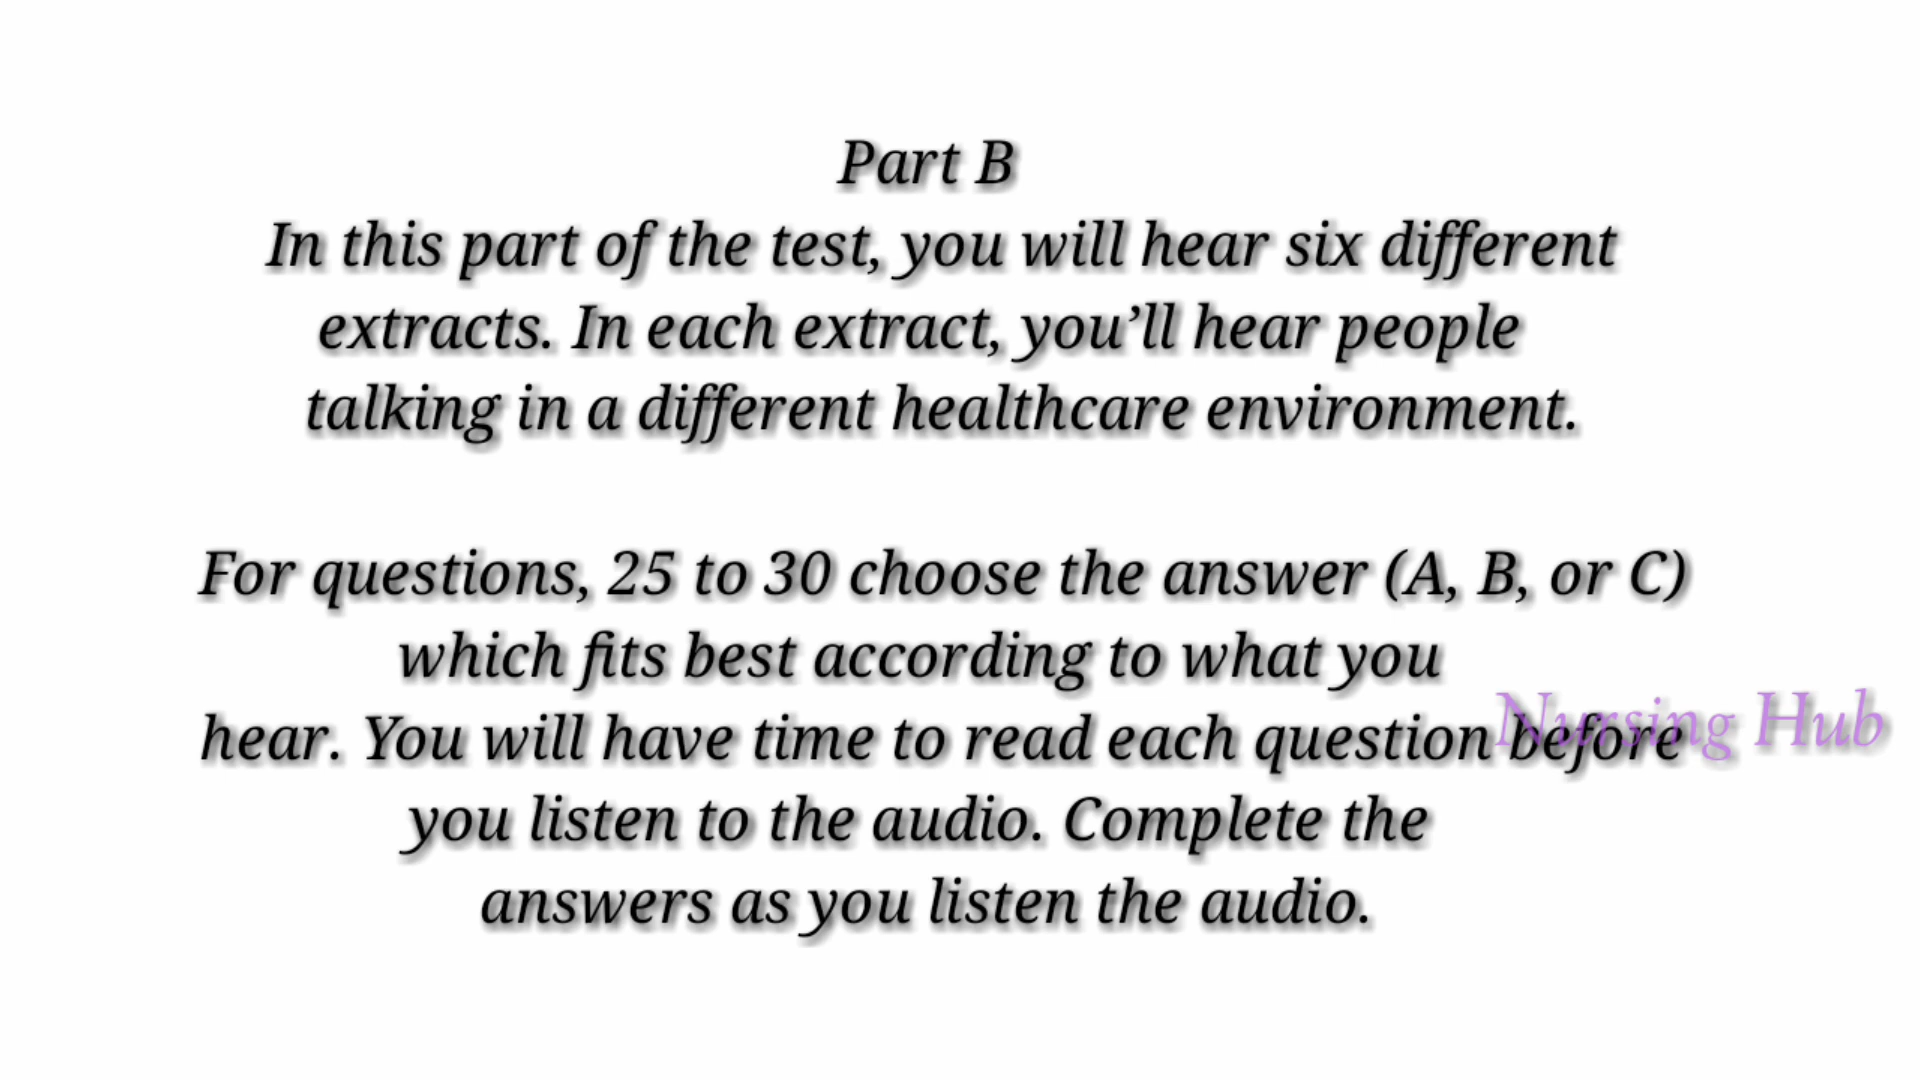 Part B
In this part of the test, you will hear six different
extracts. In each extract, you’ll hear people
talking in a different healthcare environment.
For questions, 25 to 30 choose the answer (A, B, or C)
which fits best according to what you
hear. You will have time to read each question before
Nursing Hub
you listen to the audio. Complete the
answers as you listen the audio.